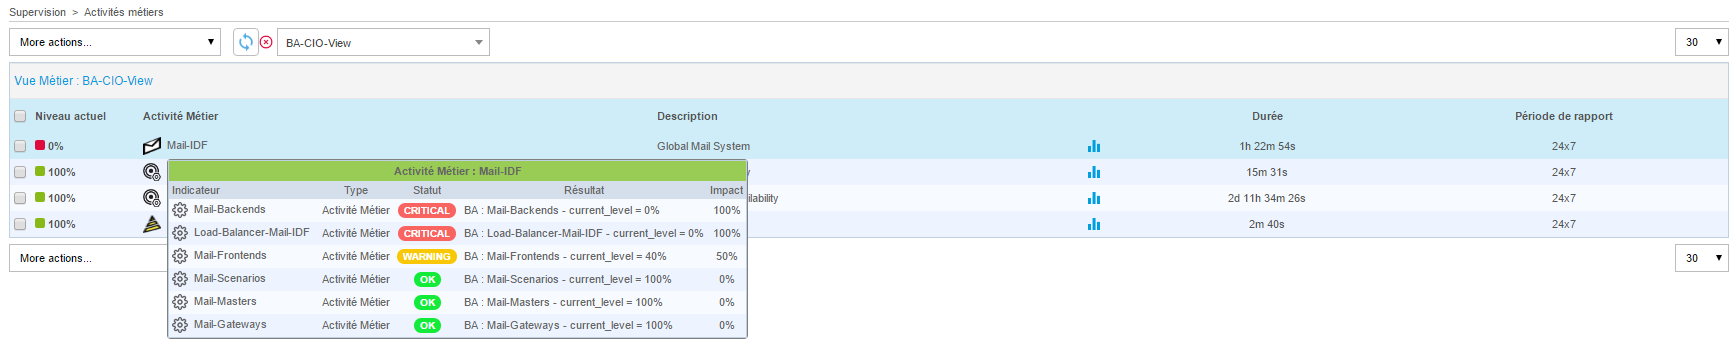 Supervision > Activités métiers
More actions... BA-CIO-View 30
Vue Métier : BA-CIO-View
Niveau actuel Activité Métier Description Durée Période de rapport
0% Mail-IDF Global Mail System 1h 22m 54s 24x7
100% 15m 31s 24x7
100% 2d 11h 34m 26s 24x7
100% 2m 40s 24x7
Activité Métier : Mail-IDF
Indicateur Type Statut Résultat Impact
Mail-Backends Activité Métier CRITICAL BA : Mail-Backends - current_level = 0% 100%
Load-Balancer-Mail-IDF Activité Métier CRITICAL BA : Load-Balancer-Mail-IDF - current_level = 0% 100%
Mail-Frontends Activité Métier WARNING BA : Mail-Frontends - current_level = 40% 50%
Mail-Scenarios Activité Métier OK BA : Mail-Scenarios - current_level = 100% 0%
Mail-Masters Activité Métier OK BA : Mail-Masters - current_level = 100% 0%
Mail-Gateways Activité Métier OK BA : Mail-Gateways - current_level = 100% 0%
More actions... 30